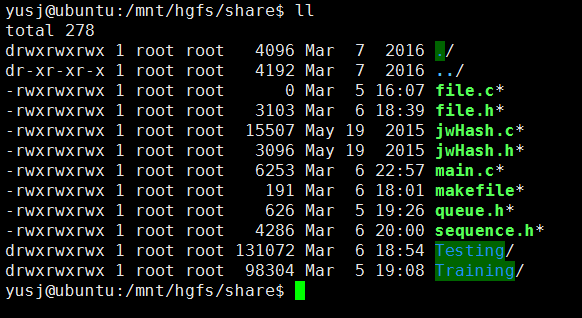 yusj@ubuntu:/mnt/hgfs/share$ ll
total 278
drwxrwxrwx 1 root root   4096 Mar  7  2016 ./
dr-xr-xr-x 1 root root   4192 Mar  7  2016 ../
-rwxrwxrwx 1 root root      0 Mar  5 16:07 file.c*
-rwxrwxrwx 1 root root   3103 Mar  6 18:39 file.h*
-rwxrwxrwx 1 root root  15507 May 19  2015 jwHash.c*
-rwxrwxrwx 1 root root   3096 May 19  2015 jwHash.h*
-rwxrwxrwx 1 root root   6253 Mar  6 22:57 main.c*
-rwxrwxrwx 1 root root    191 Mar  6 18:01 makefile*
-rwxrwxrwx 1 root root    626 Mar  5 19:26 queue.h*
-rwxrwxrwx 1 root root   4286 Mar  6 20:00 sequence.h*
drwxrwxrwx 1 root root 131072 Mar  6 18:54 Testing/
drwxrwxrwx 1 root root  98304 Mar  5 19:08 Training/
yusj@ubuntu:/mnt/hgfs/share$